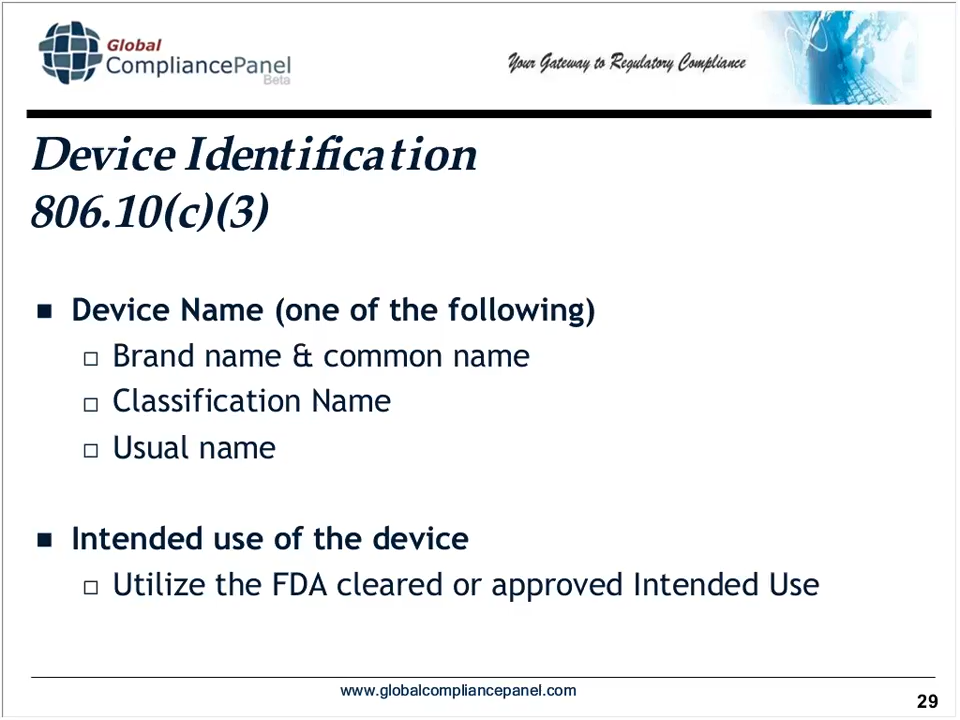 Global
CompliancePanel
Beta
Your Gateway to Regulatory Compliance
Device Identification
806.10(c)(3)
Device Name (one of the following)
Brand name & common name
Classification Name
Usual name
Intended use of the device
Utilize the FDA cleared or approved Intended Use
www.globalcompliancepanel.com
29